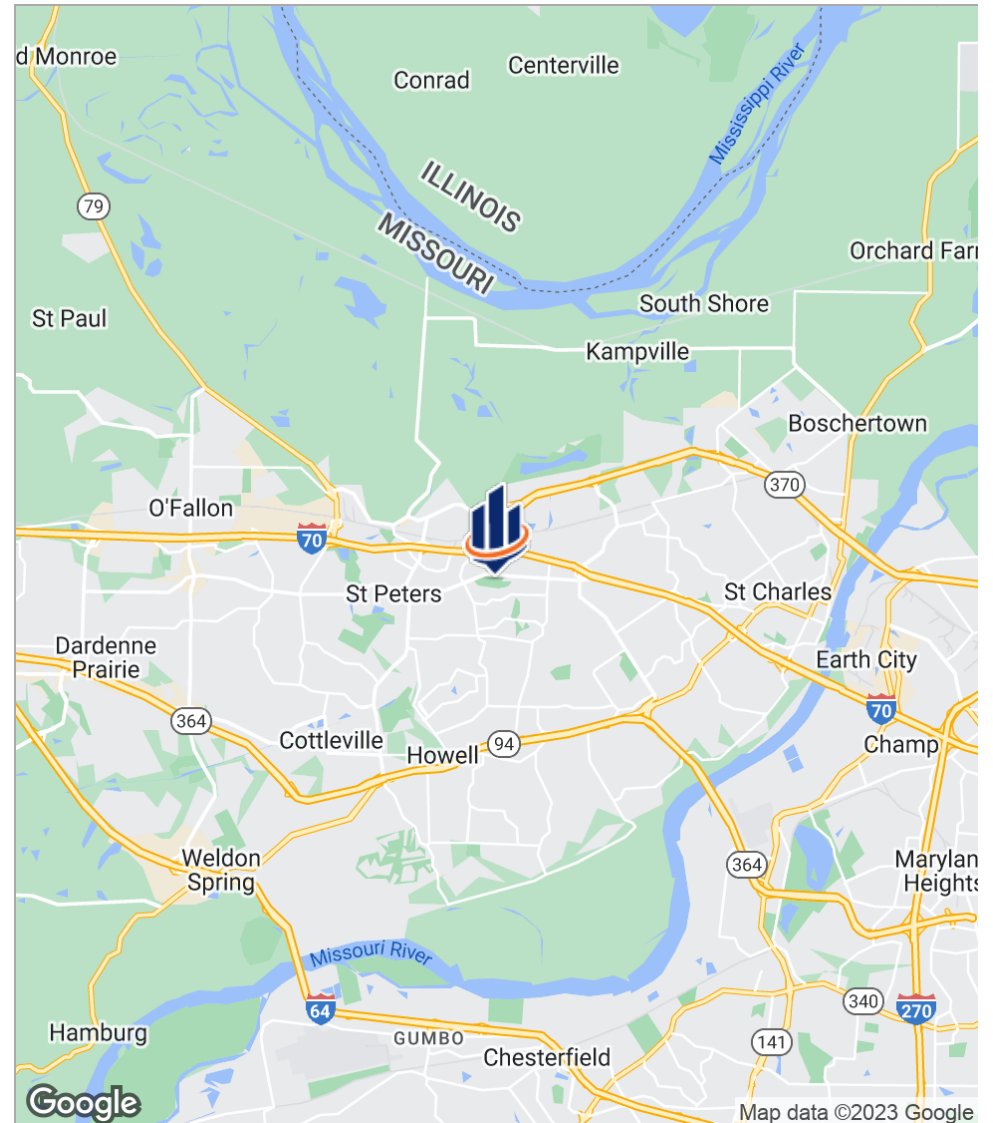 d Monroe
Conrad
Centerville
Mississippi River
ILLINOIS
MISSOURI
79
Orchard Farr
St Paul
South Shore
Kampville
Boschertown
370
O'Fallon
70
St Peters
St Charles
Dardenne
Prairie
Earth City
364
70
Cottleville
Howell
94
Champ
Weldon
Spring
364
Marylan
Heights
Missouri River
64
340
270
Hamburg
GUMBO
141
Chesterfield
Google
Map data ©2023 Google